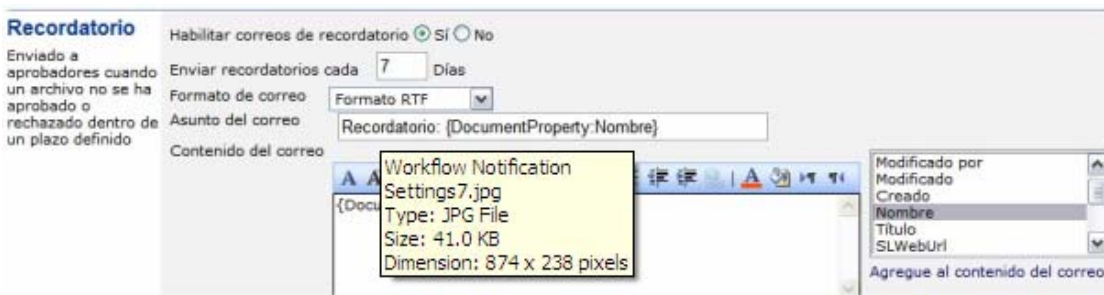 Recordatorio
Enviado a
aprobadores cuando
un archivo no se ha
aprobado o
rechazado dentro de
un plazo definido
Habilitar correos de recordatorio Sí No
Enviar recordatorios cada 7 Días
Formato de correo Formato RTF
Asunto del correo Recordatorio: {DocumentProperty:Nombre}
Contenido del correo
A
{Docu
Workflow Notification
Settings7.jpg
Type: JPG File
Size: 41.0 KB
Dimension: 874 x 238 pixels
A
Modificado por
Modificado
Creado
Nombre
Título
SLWebUrl
Agregue al contenido del correo